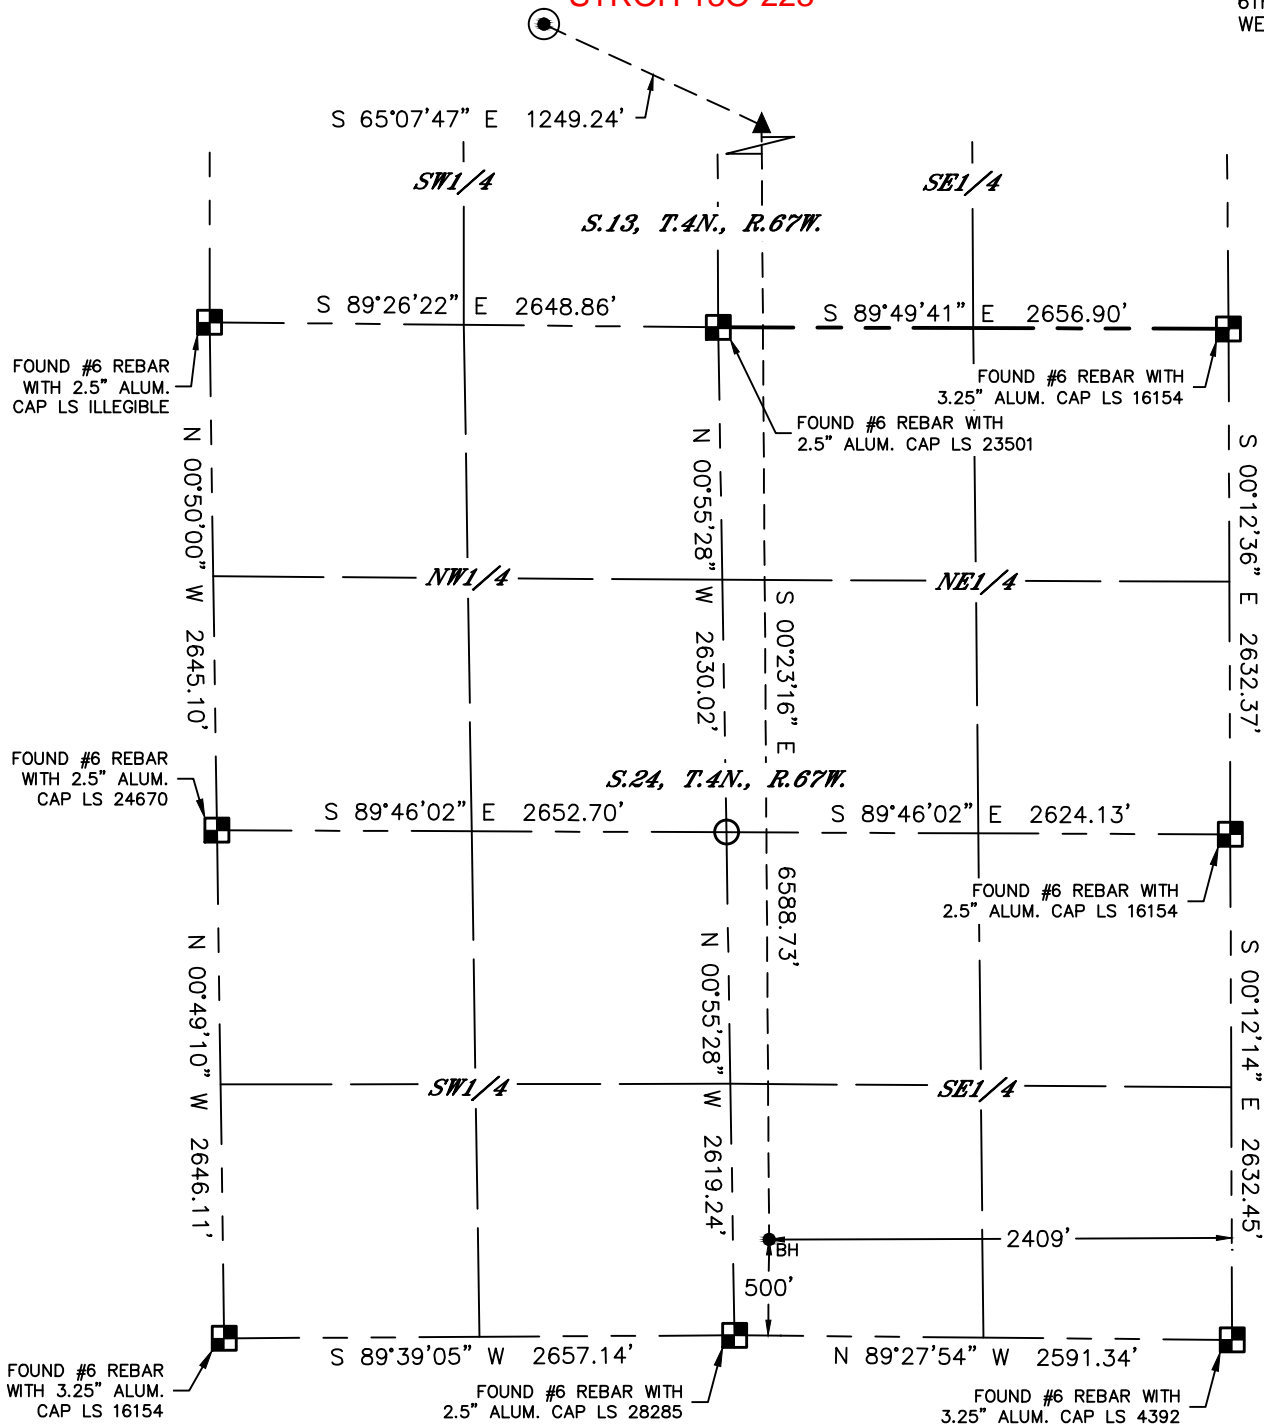 S 65°07'47" E 1249.24'
SW1/4
SE1/4
S.13, T.4N., R.67W.
S 89°26'22" E 2648.86'
S 89°49'41" E 2656.90'
FOUND #6 REBAR
WITH 2.5" ALUM.
CAP LS ILLEGIBLE
FOUND #6 REBAR WITH
3.25" ALUM. CAP LS 16154
FOUND #6 REBAR WITH
2.5" ALUM. CAP LS 23501
N 00°50'00" W 2645.10'
N 00°55'28" W 2630.02'
S 00°12'36" E 2632.37'
NW1/4
NE1/4
S 00°23'16" E 6588.73'
S.24, T.4N., R.67W.
FOUND #6 REBAR
WITH 2.5" ALUM.
CAP LS 24670
S 89°46'02" E 2652.70'
S 89°46'02" E 2624.13'
FOUND #6 REBAR WITH
2.5" ALUM. CAP LS 16154
N 00°49'10" W 2646.11'
N 00°55'28" W 2619.24'
S 00°12'14" E 2632.45'
SW1/4
SE1/4
BH
2409'
500'
S 89°39'05" W 2657.14'
N 89°27'54" W 2591.34'
FOUND #6 REBAR
WITH 3.25" ALUM.
CAP LS 16154
FOUND #6 REBAR WITH
2.5" ALUM. CAP LS 28285
FOUND #6 REBAR WITH
3.25" ALUM. CAP LS 4392